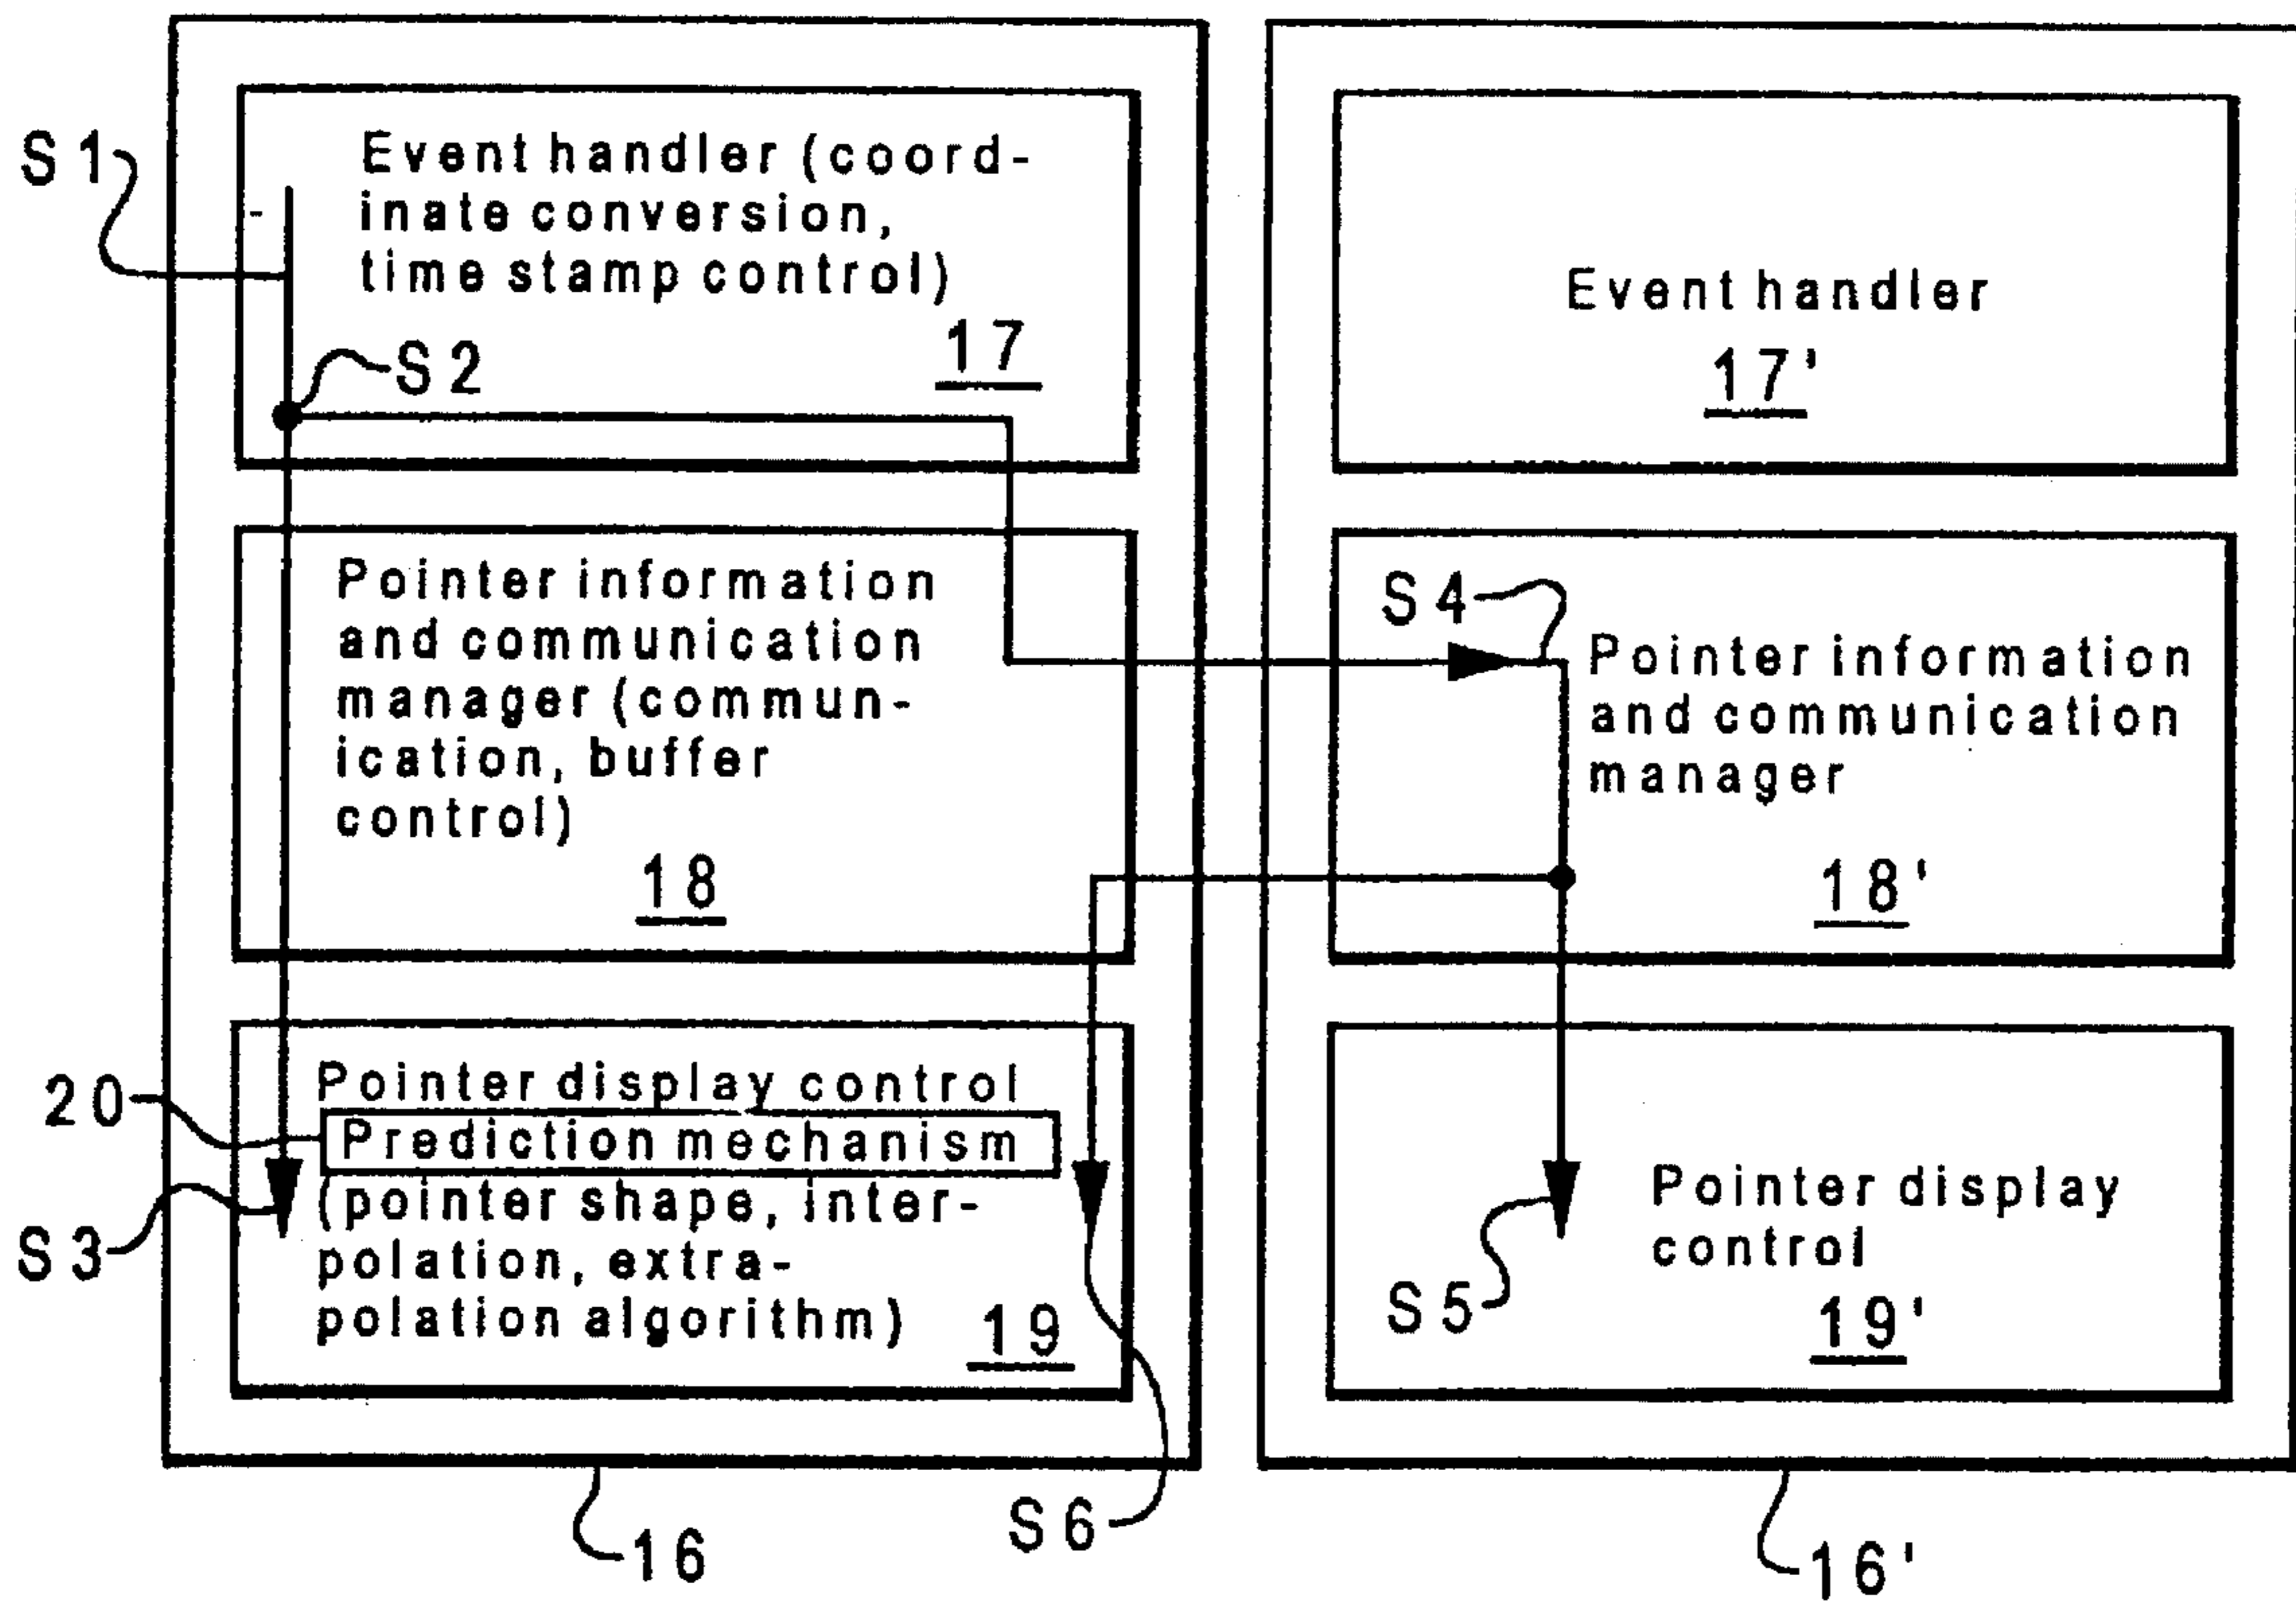 S1
Event handler (coord-
inate conversion,
time stamp control)
17
S2
Event handler
17'
Pointer information
and communication
manager (commun-
ication, buffer
control)
18
S4
Pointer information
and communication
manager
18'
20
Pointer display control
Prediction mechanism
(pointer shape, inter-
polation, extra-
polation algorithm)
19
S3
S6
Pointer display
control
19'
S5
16
16'